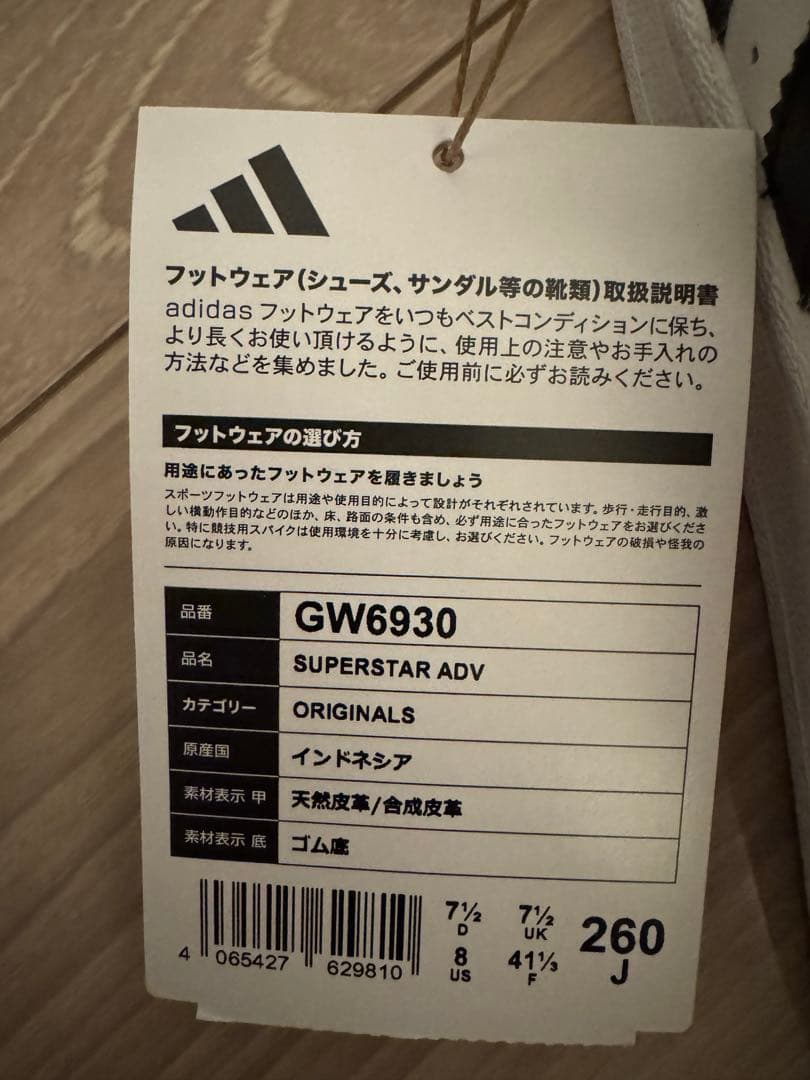 フットウェア(シューズ、サンダル等の靴類)取扱説明書
adidas フットウェアをいつもベストコンディションに保ち、
より長くお使い頂けるように、使用上の注意やお手入れの
方法などを集めました。ご使用前に必ずお読みください。
フットウェアの選び方
用途にあったフットウェアを履きましょう
スポーツフットウェアは用途や使用目的によって設計がそれぞれされています。歩行・走行目的、激
しい横動作目的などのほか、床、路面の条件も含め、必ず用途に合ったフットウェアをお選びくださ
い。特に競技用スパイクは使用環境を十分に考慮し、お選びください。フットウェアの破損や怪我の
原因になります。
品番 GW6930
品名 SUPERSTAR ADV
カテゴリー ORIGINALS
原産国 インドネシア
素材表示 甲 天然皮革/合成皮革
素材表示 底 ゴム底
7½ 7½ 260
D UK J
8 41⅓
US F
4 065427 629810